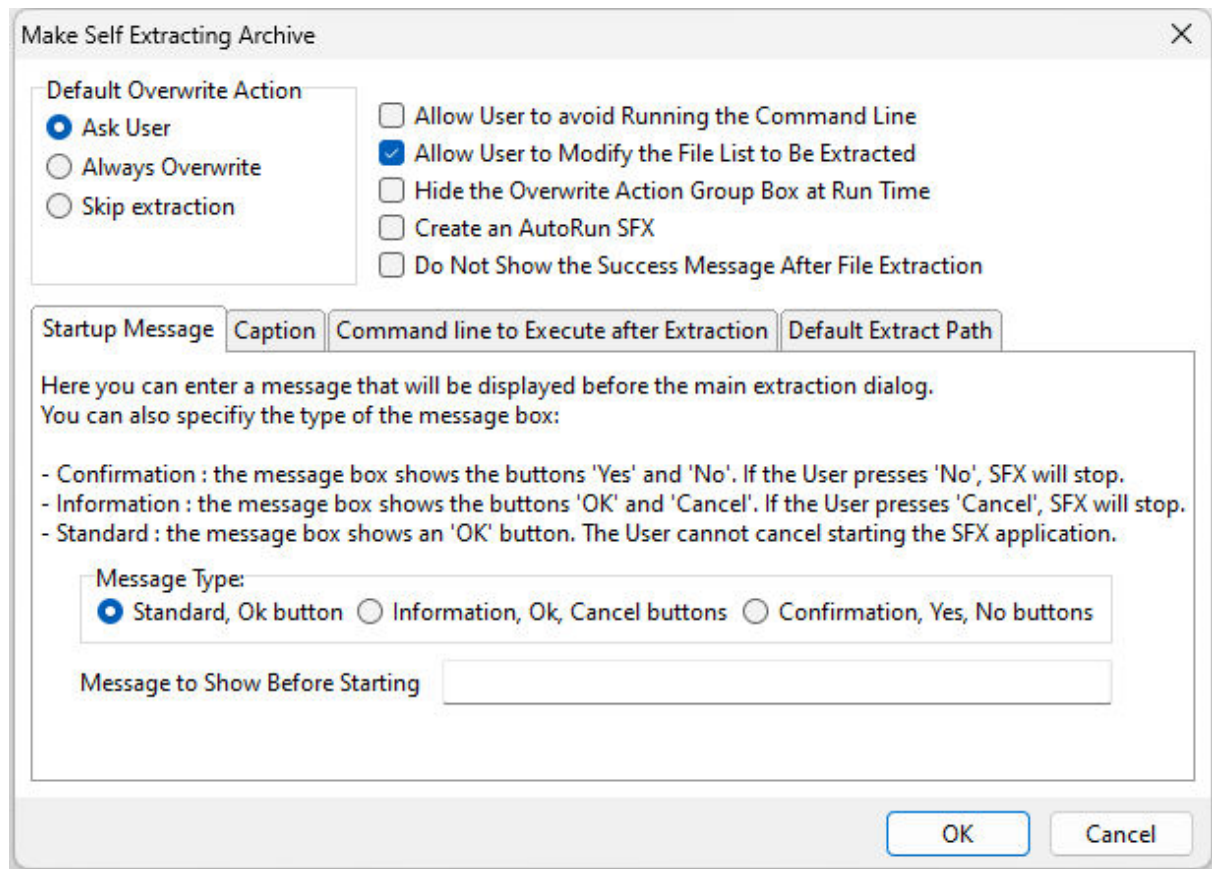 Make Self Extracting Archive
Default Overwrite Action
Ask User
Always Overwrite
Skip extraction
Allow User to avoid Running the Command Line
Allow User to Modify the File List to Be Extracted
Hide the Overwrite Action Group Box at Run Time
Create an AutoRun SFX
Do Not Show the Success Message After File Extraction
Startup Message Caption Command line to Execute after Extraction Default Extract Path
Here you can enter a message that will be displayed before the main extraction dialog.
You can also specifiy the type of the message box:
- Confirmation : the message box shows the buttons 'Yes' and 'No'. If the User presses 'No', SFX will stop.
- Information : the message box shows the buttons 'OK' and 'Cancel'. If the User presses 'Cancel', SFX will stop.
- Standard : the message box shows an 'OK' button. The User cannot cancel starting the SFX application.
Message Type:
Standard, Ok button Information, Ok, Cancel buttons Confirmation, Yes, No buttons
Message to Show Before Starting
OK Cancel